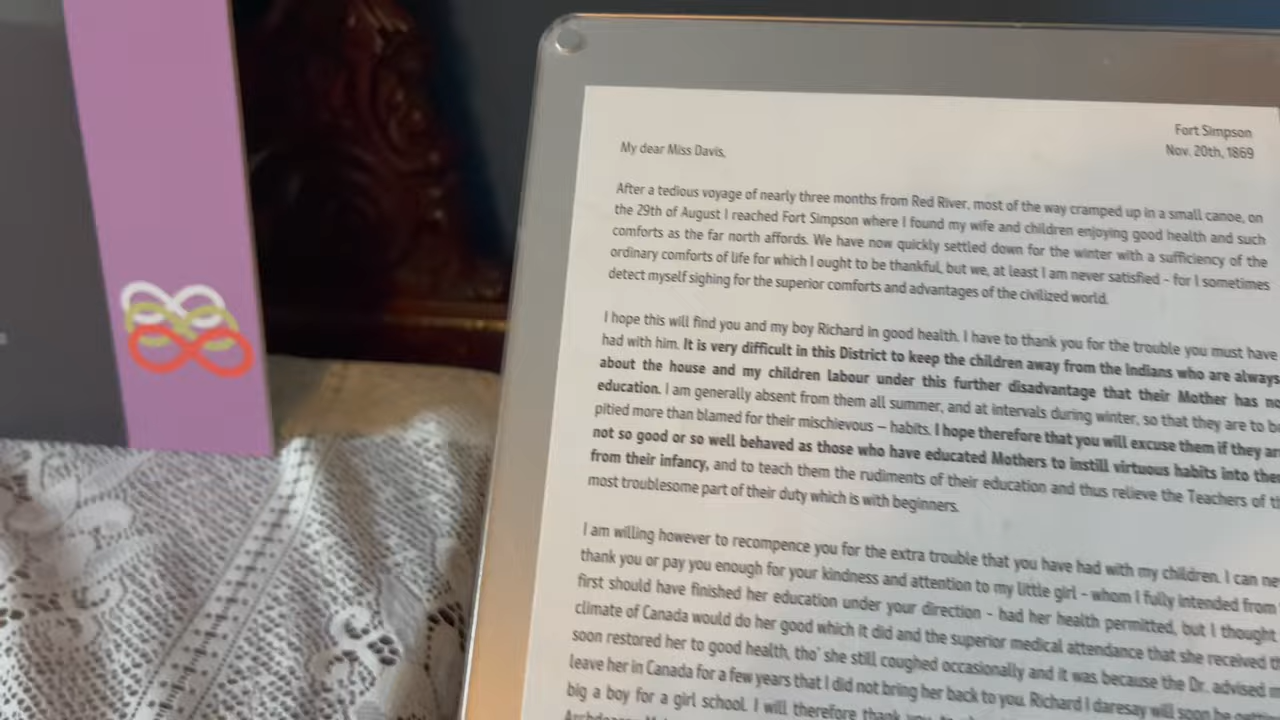 Fort Simpson
Nov. 20th, 1869
My dear Miss Davis,
After a tedious voyage of nearly three months from Red River, most of the way cramped up in a small canoe, on
the 29th of August I reached Fort Simpson where I found my wife and children enjoying good health and such
comforts as the far north affords. We have now quickly settled down for the winter with a sufficiency of the
ordinary comforts of life for which I ought to be thankful, but we, at least I am never satisfied – for I sometimes
detect myself sighing for the superior comforts and advantages of the civilized world.
I hope this will find you and my boy Richard in good health. I have to thank you for the trouble you must have
had with him. It is very difficult in this District to keep the children away from the Indians who are always
about the house and my children labour under this further disadvantage that their Mother has no
education. I am generally absent from them all summer, and at intervals during winter, so that they are to be
pitied more than blamed for their mischievous – habits. I hope therefore that you will excuse them if they ar
not so good or so well behaved as those who have educated Mothers to instill virtuous habits into the
from their infancy, and to teach them the rudiments of their education and thus relieve the Teachers of t
most troublesome part of their duty which is with beginners.
I am willing however to recompence you for the extra trouble that you have had with my children. I can ne
thank you or pay you enough for your kindness and attention to my little girl – whom I fully intended from
first should have finished her education under your direction – had her health permitted, but I thought
climate of Canada would do her good which it did and the superior medical attendance that she received
soon restored her to good health, tho' she still coughed occasionally and it was because the Dr. advised
leave her in Canada for a few years that I did not bring her back to you. Richard I daresay will soon be
big a boy for a girl school. I will therefore thank you